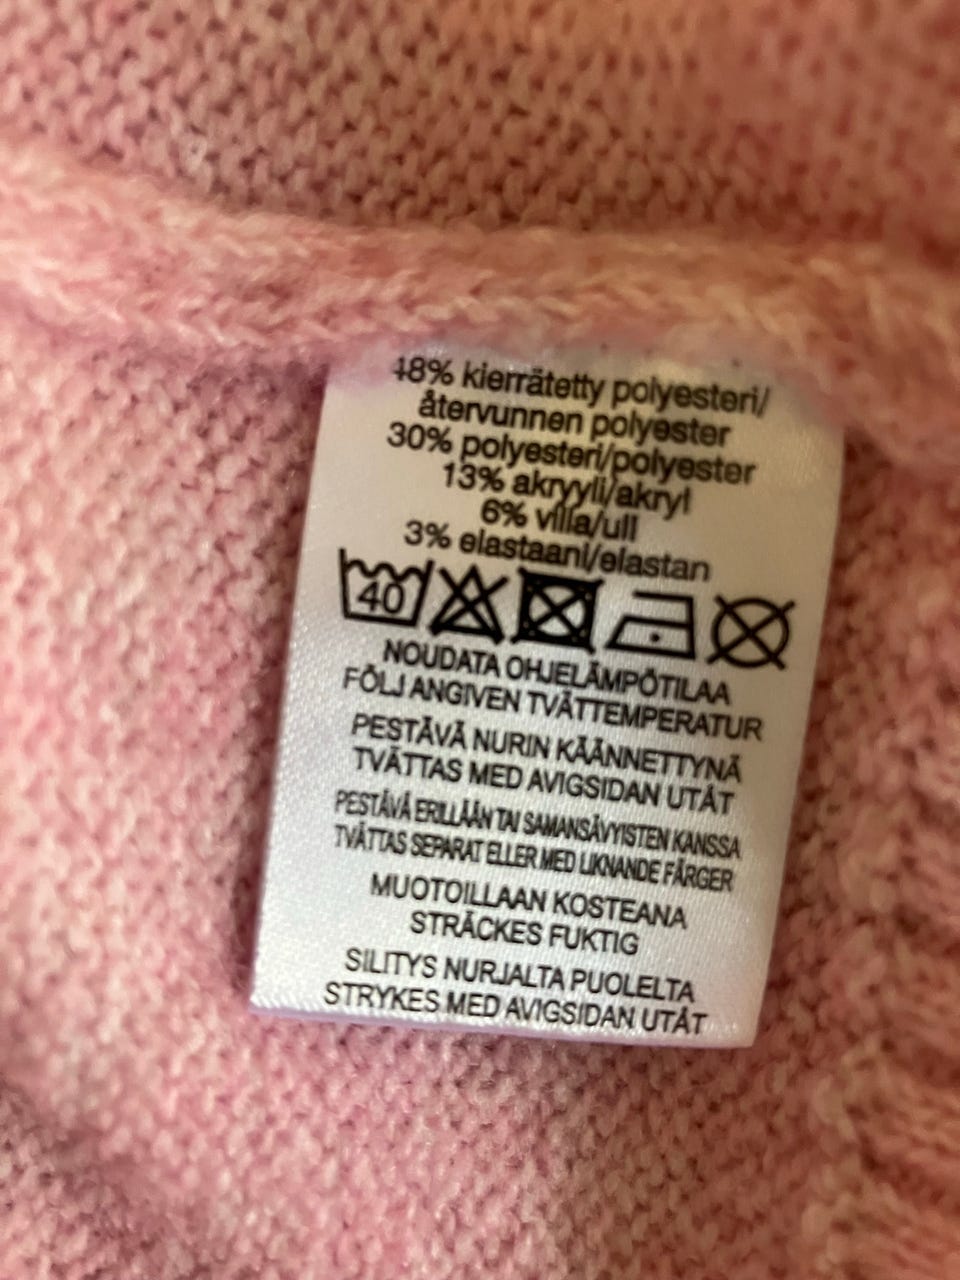 48% kierrätetty polyesteri/
återvunnen polyester
30% polyesteri/polyester
13% akryyli/akryl
6% villa/ull
3% elastaani/elastan
40
NOUDATA OHJELÄMPÖTILAA
FÖLJ ANGIVEN TVÄTTEMPERATUR
PESTÄVÄ NURIN KÄÄNNETTYNÄ
TVÄTTAS MED AVIGSIDAN UTÅT
PESTÄVÄ ERILLÄÄN TAI SAMANSÄVYISTEN KANSSA
TVÄTTAS SEPARAT ELLER MED LIKNANDE FÄRGER
MUOTOILLAAN KOSTEANA
STRÄCKES FUKTIG
SILITYS NURJALTA PUOLELTA
STRYKES MED AVIGSIDAN UTÅT